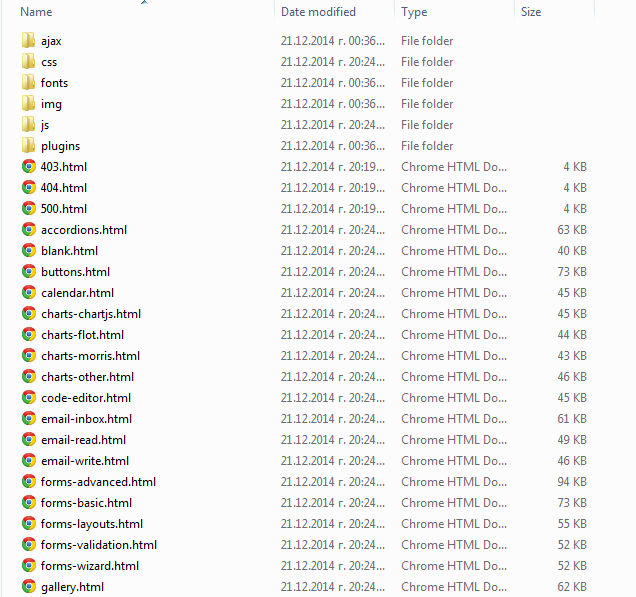 Name Date modified Type Size
ajax 21.12.2014 г. 00:36... File folder
css 21.12.2014 г. 20:24... File folder
fonts 21.12.2014 г. 00:36... File folder
img 21.12.2014 г. 00:36... File folder
js 21.12.2014 г. 20:24... File folder
plugins 21.12.2014 г. 00:36... File folder
403.html 21.12.2014 г. 20:19... Chrome HTML Do... 4 KB
404.html 21.12.2014 г. 20:19... Chrome HTML Do... 4 KB
500.html 21.12.2014 г. 20:19... Chrome HTML Do... 4 KB
accordions.html 21.12.2014 г. 20:24... Chrome HTML Do... 63 KB
blank.html 21.12.2014 г. 20:24... Chrome HTML Do... 40 KB
buttons.html 21.12.2014 г. 20:24... Chrome HTML Do... 73 KB
calendar.html 21.12.2014 г. 20:24... Chrome HTML Do... 45 KB
charts-chartjs.html 21.12.2014 г. 20:24... Chrome HTML Do... 45 KB
charts-flot.html 21.12.2014 г. 20:24... Chrome HTML Do... 44 KB
charts-morris.html 21.12.2014 г. 20:24... Chrome HTML Do... 43 KB
charts-other.html 21.12.2014 г. 20:24... Chrome HTML Do... 46 KB
code-editor.html 21.12.2014 г. 20:24... Chrome HTML Do... 45 KB
email-inbox.html 21.12.2014 г. 20:24... Chrome HTML Do... 61 KB
email-read.html 21.12.2014 г. 20:24... Chrome HTML Do... 49 KB
email-write.html 21.12.2014 г. 20:24... Chrome HTML Do... 46 KB
forms-advanced.html 21.12.2014 г. 20:24... Chrome HTML Do... 94 KB
forms-basic.html 21.12.2014 г. 20:24... Chrome HTML Do... 73 KB
forms-layouts.html 21.12.2014 г. 20:24... Chrome HTML Do... 55 KB
forms-validation.html 21.12.2014 г. 20:24... Chrome HTML Do... 52 KB
forms-wizard.html 21.12.2014 г. 20:24... Chrome HTML Do... 52 KB
gallery.html 21.12.2014 г. 20:24... Chrome HTML Do... 62 KB